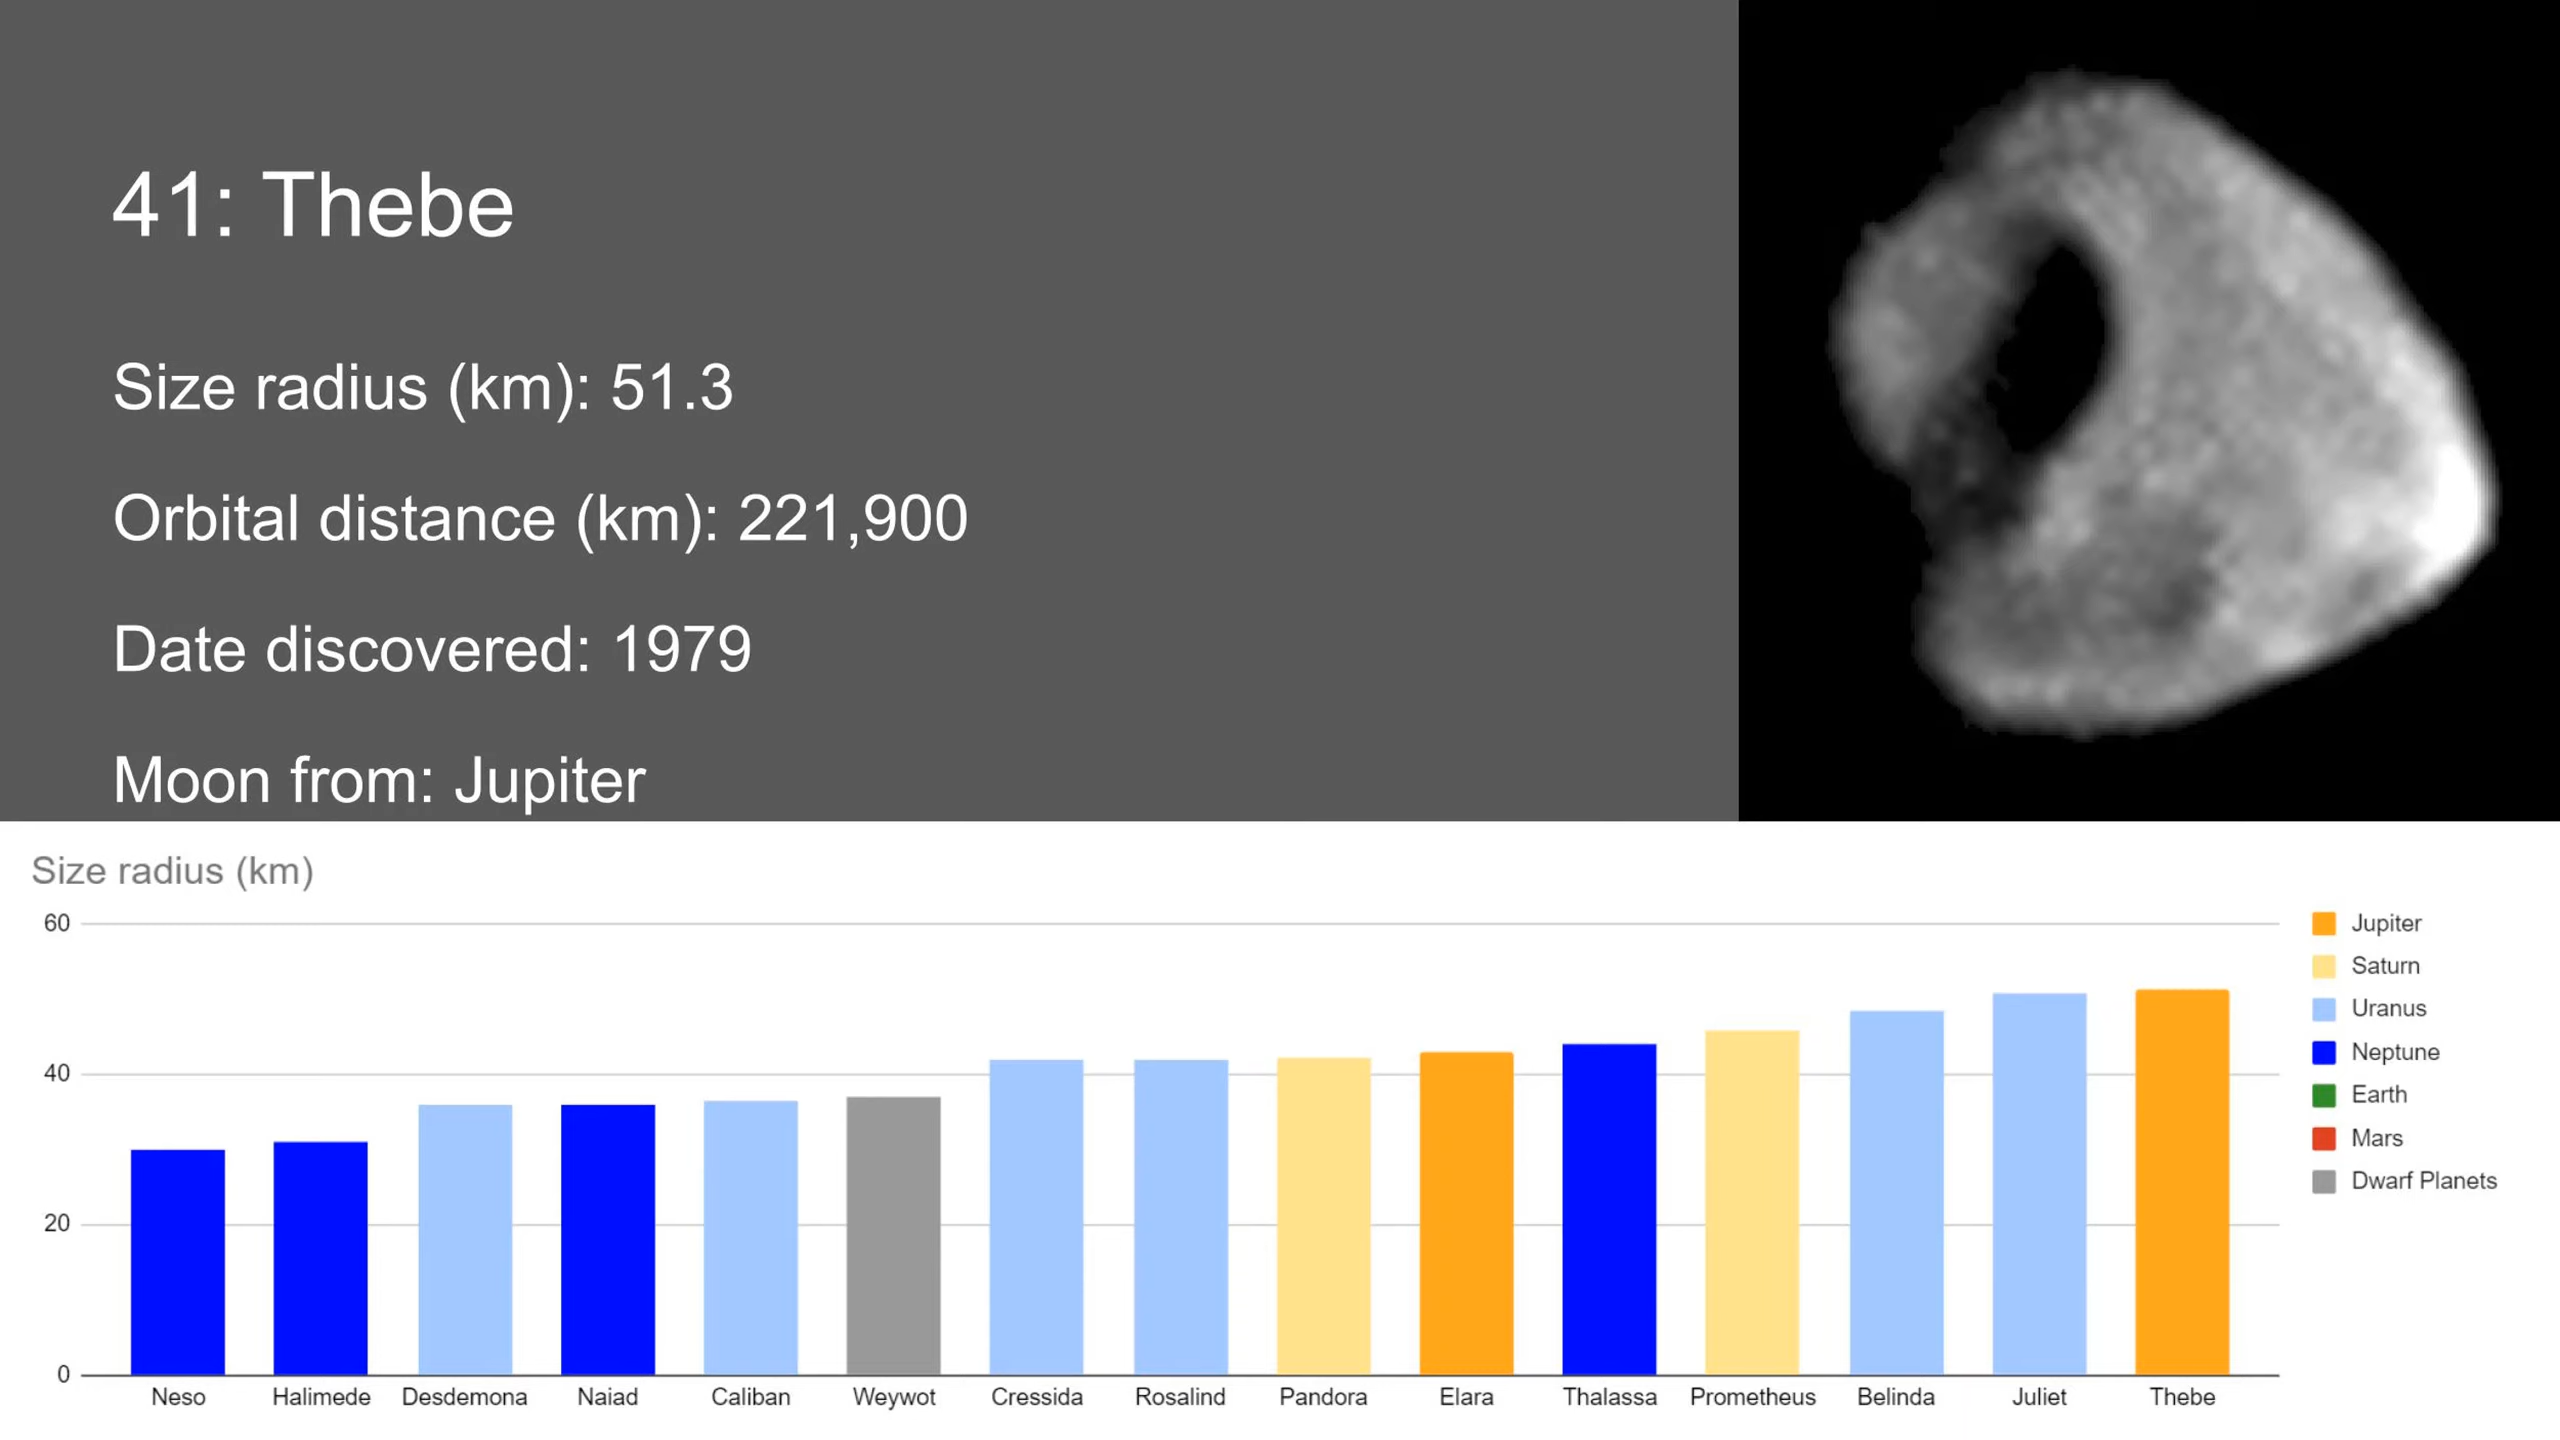 41: Thebe
Size radius (km): 51.3
Orbital distance (km): 221,900
Date discovered: 1979
Moon from: Jupiter
Size radius (km)
60
40
20
0
Neso Halimede Desdemona Naiad Caliban Weywot Cressida Rosalind Pandora Elara Thalassa Prometheus Belinda Juliet Thebe
Jupiter
Saturn
Uranus
Neptune
Earth
Mars
Dwarf Planets